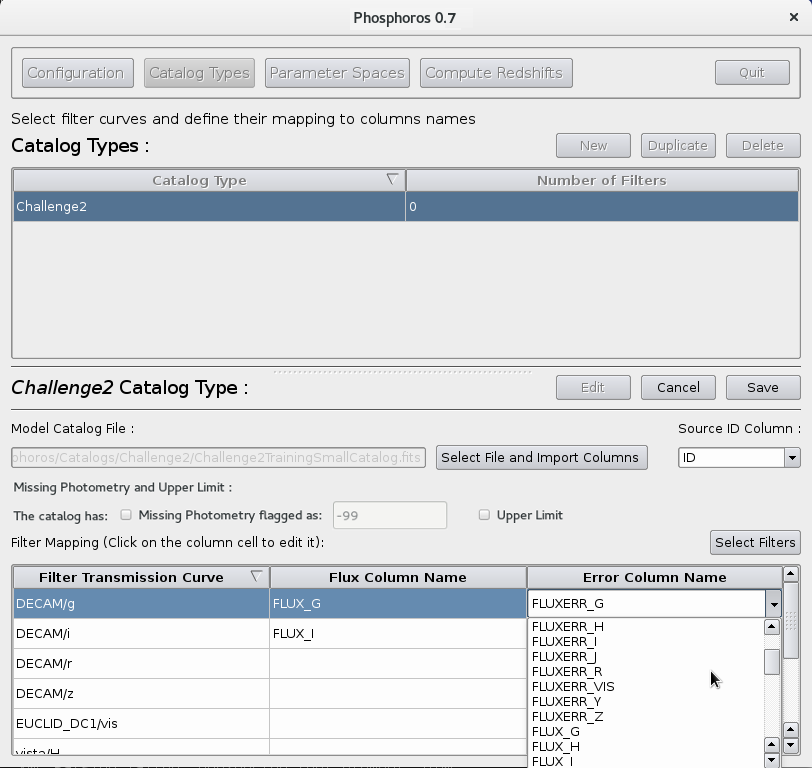 Phosphoros 0.7
Configuration Catalog Types Parameter Spaces Compute Redshifts Quit
Select filter curves and define their mapping to columns names
Catalog Types : New Duplicate Delete
Catalog Type Number of Filters
Challenge2 0
Challenge2 Catalog Type : Edit Cancel Save
Model Catalog File : Source ID Column :
phoros/Catalogs/Challenge2/Challenge2TrainingSmallCatalog.fits Select File and Import Columns ID
Missing Photometry and Upper Limit :
The catalog has: Missing Photometry flagged as: -99 Upper Limit
Filter Mapping (Click on the column cell to edit it): Select Filters
Filter Transmission Curve Flux Column Name Error Column Name
DECAM/g FLUX_G FLUXERR_G
DECAM/i FLUX_I
DECAM/r
DECAM/z
EUCLID_DC1/vis
vista/H
FLUXERR_H
FLUXERR_I
FLUXERR_J
FLUXERR_R
FLUXERR_VIS
FLUXERR_Y
FLUXERR_Z
FLUX_G
FLUX_H
FLUX_I